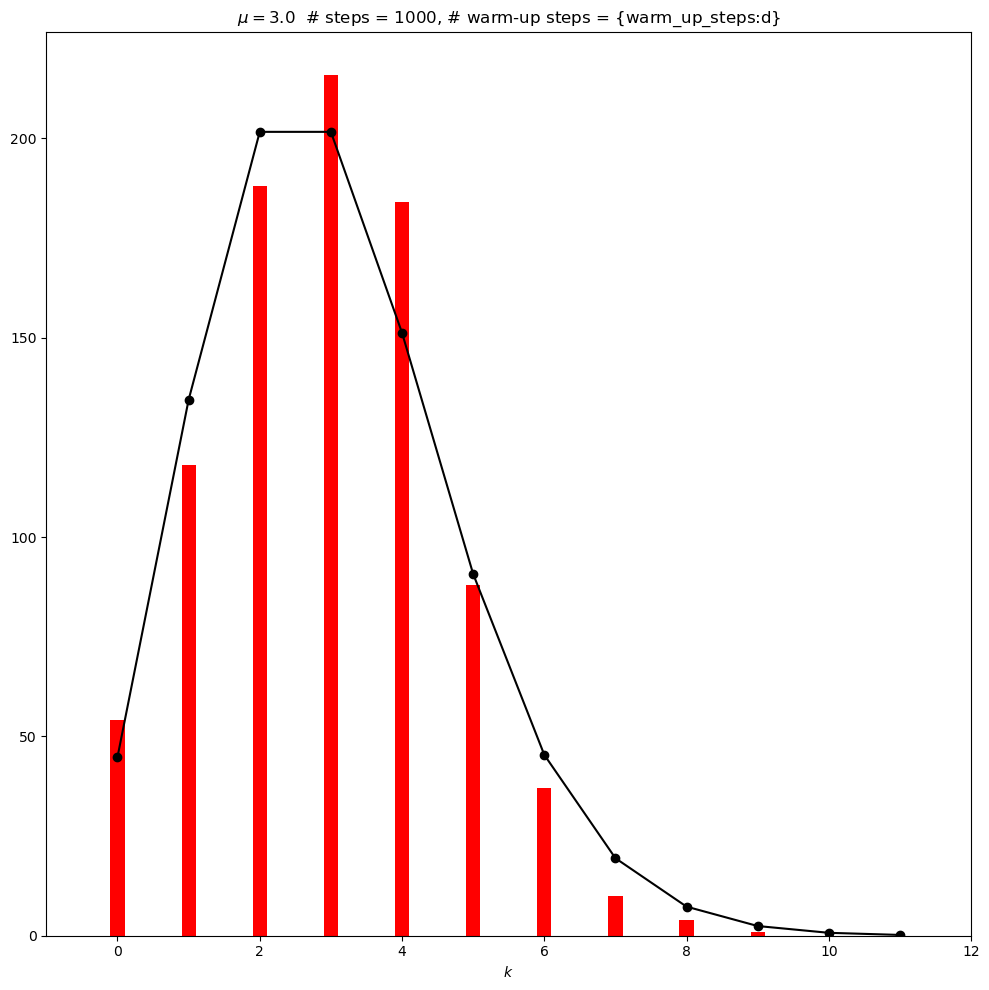 μ = 3.0  # steps = 1000, # warm-up steps = {warm_up_steps:d}
200
150
100
50
0
0 2 4 6 8 10 12
k